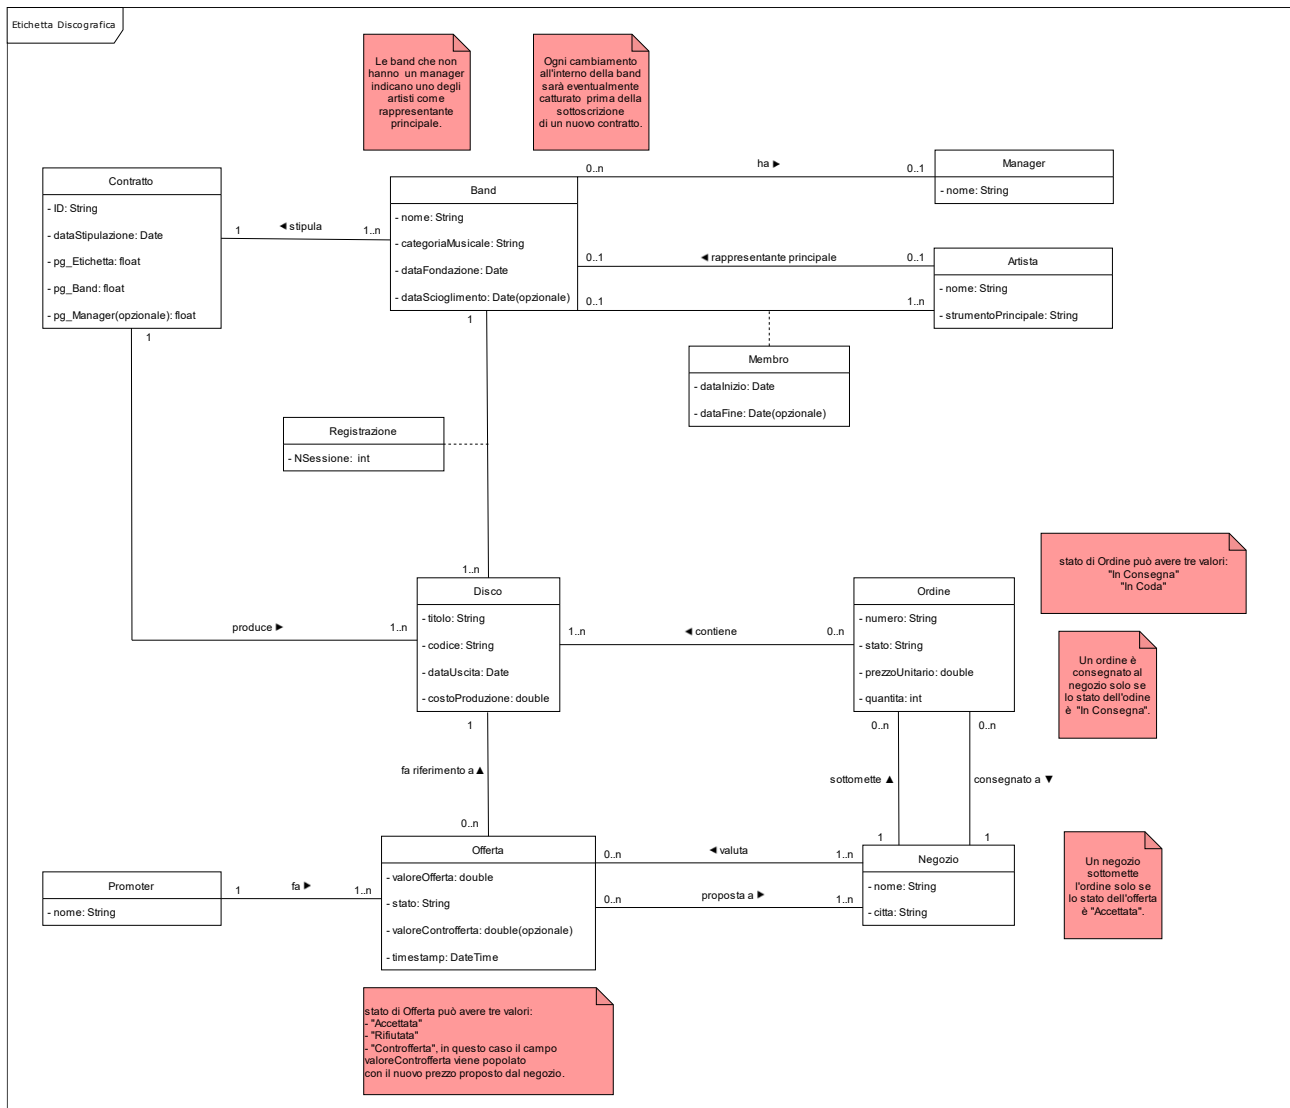 Etichetta Discografica
Le band che non
hanno un manager
indicano uno degli
artisti come
rappresentante
principale.
Ogni cambiamento
all'interno della band
sarà eventualmente
catturato prima della
sottoscrizione
di un nuovo contratto.
Contratto
- ID: String
- dataStipulazione: Date
- pg_Etichetta: float
- pg_Band: float
- pg_Manager(opzionale): float
1
◄ stipula
1..n
Band
- nome: String
- categoriaMusicale: String
- dataFondazione: Date
- dataScioglimento: Date(opzionale)
0..n
ha ►
0..1
Manager
- nome: String
0..1
◄ rappresentante principale
0..1
Artista
- nome: String
- strumentoPrincipale: String
0..1
1..n
Membro
- dataInizio: Date
- dataFine: Date(opzionale)
1
1
Registrazione
- NSessione: int
1..n
produce ►
1..n
Disco
- titolo: String
- codice: String
- dataUscita: Date
- costoProduzione: double
1..n
◄ contiene
0..n
Ordine
- numero: String
- stato: String
- prezzoUnitario: double
- quantita: int
stato di Ordine può avere tre valori:
"In Consegna"
"In Coda"
Un ordine è
consegnato al
negozio solo se
lo stato dell'odine
è "In Consegna".
1
fa riferimento a ▲
0..n
0..n
0..n
sottomette ▲
consegnato a ▼
1
1
Promoter
- nome: String
1
fa ►
1..n
Offerta
- valoreOfferta: double
- stato: String
- valoreControfferta: double(opzionale)
- timestamp: DateTime
0..n
◄ valuta
1..n
0..n
proposta a ►
1..n
Negozio
- nome: String
- citta: String
Un negozio
sottomette
l'ordine solo se
lo stato dell'offerta
è "Accettata".
stato di Offerta può avere tre valori:
- "Accettata"
- "Rifiutata"
- "Controfferta", in questo caso il campo
valoreControfferta viene popolato
con il nuovo prezzo proposto dal negozio.